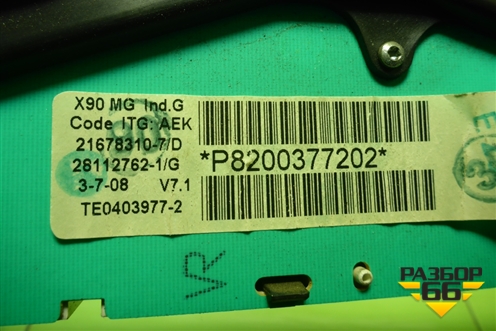 X90 MG Ind.G
Code ITG: AEK
21678310-7/D
28112762-1/G
3-7-08 V7.1
TE0403977-2
*P8200377202*
VR
РАЗБОР
66